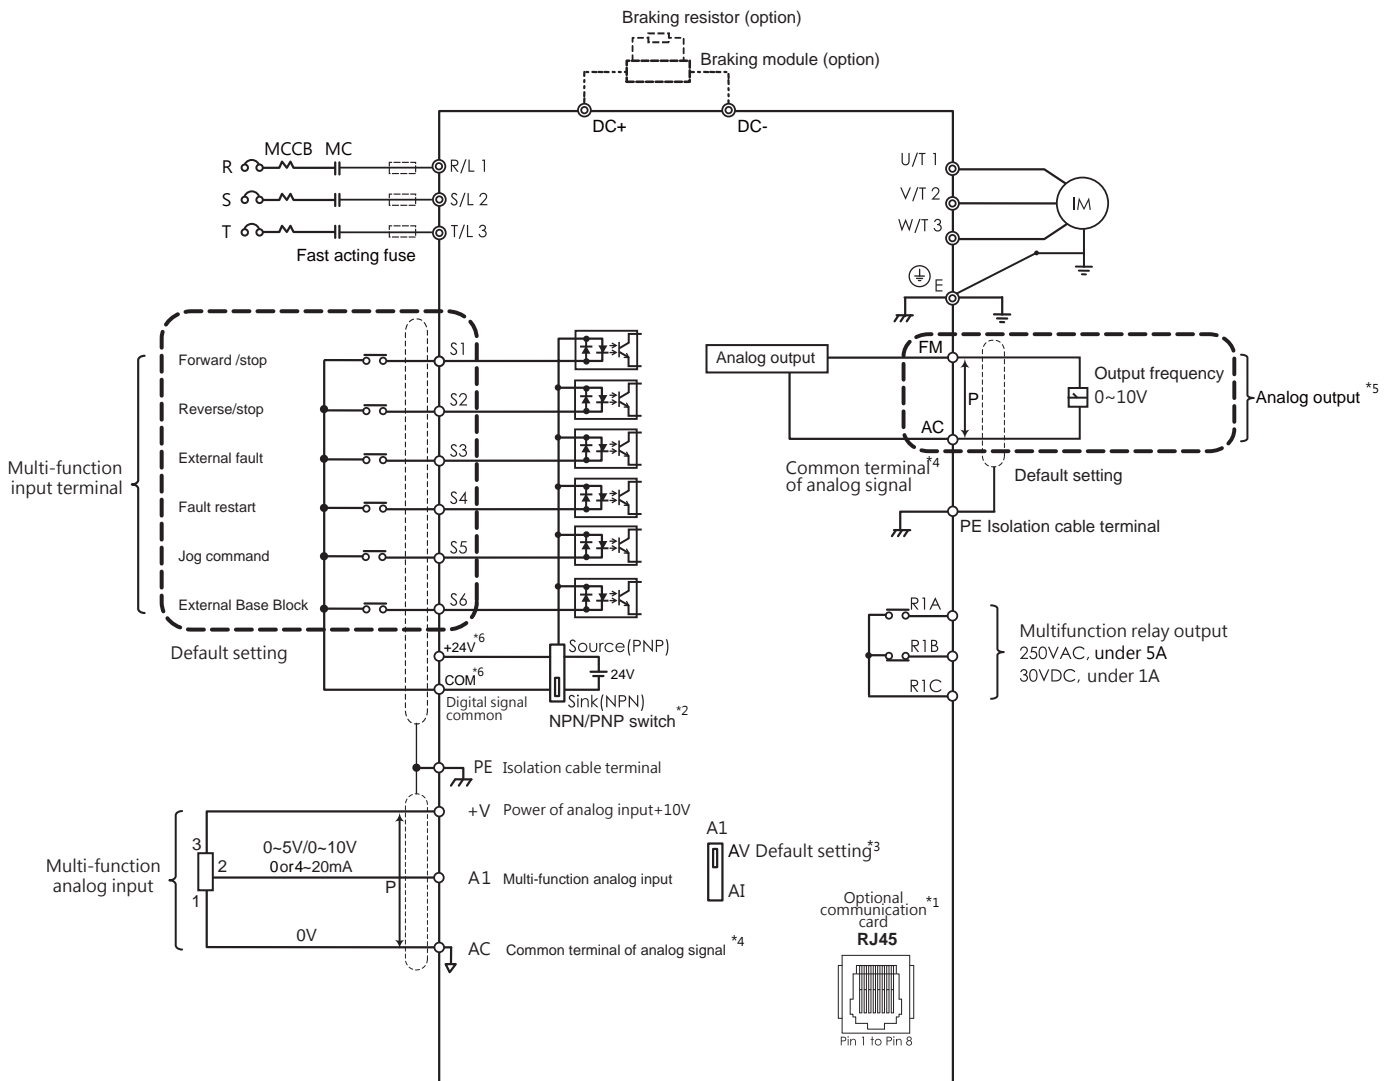 Braking resistor (option)
Braking module (option)
DC+
DC-
MCCB MC
R
R/L 1
S
S/L 2
T
T/L 3
Fast acting fuse
U/T 1
V/T 2
W/T 3
IM
E
Multi-function
input terminal
Forward /stop
S1
Reverse/stop
S2
External fault
S3
Fault restart
S4
Jog command
S5
External Base Block
S6
Default setting
+24V*6
COM*6
Digital signal
common
Source(PNP)
24V
Sink(NPN)
NPN/PNP switch*2
PE Isolation cable terminal
Analog output
FM
P
AC
Output frequency
0~10V
Analog output *5
Common terminal*4
of analog signal
Default setting
PE Isolation cable terminal
R1A
R1B
R1C
Multifunction relay output
250VAC, under 5A
30VDC, under 1A
Multi-function
analog input
3
2
1
0~5V/0~10V
0or4~20mA
P
0V
+V Power of analog input+10V
A1 Multi-function analog input
AC Common terminal of analog signal *4
A1
AV Default setting*3
AI
Optional
communication*1
card
RJ45
Pin 1 to Pin 8